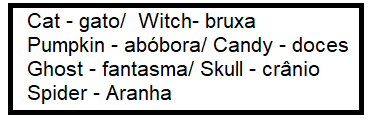 Cat - gato/  Witch- bruxa
Pumpkin - abóbora/ Candy - doces
Ghost - fantasma/ Skull - crânio
Spider - Aranha